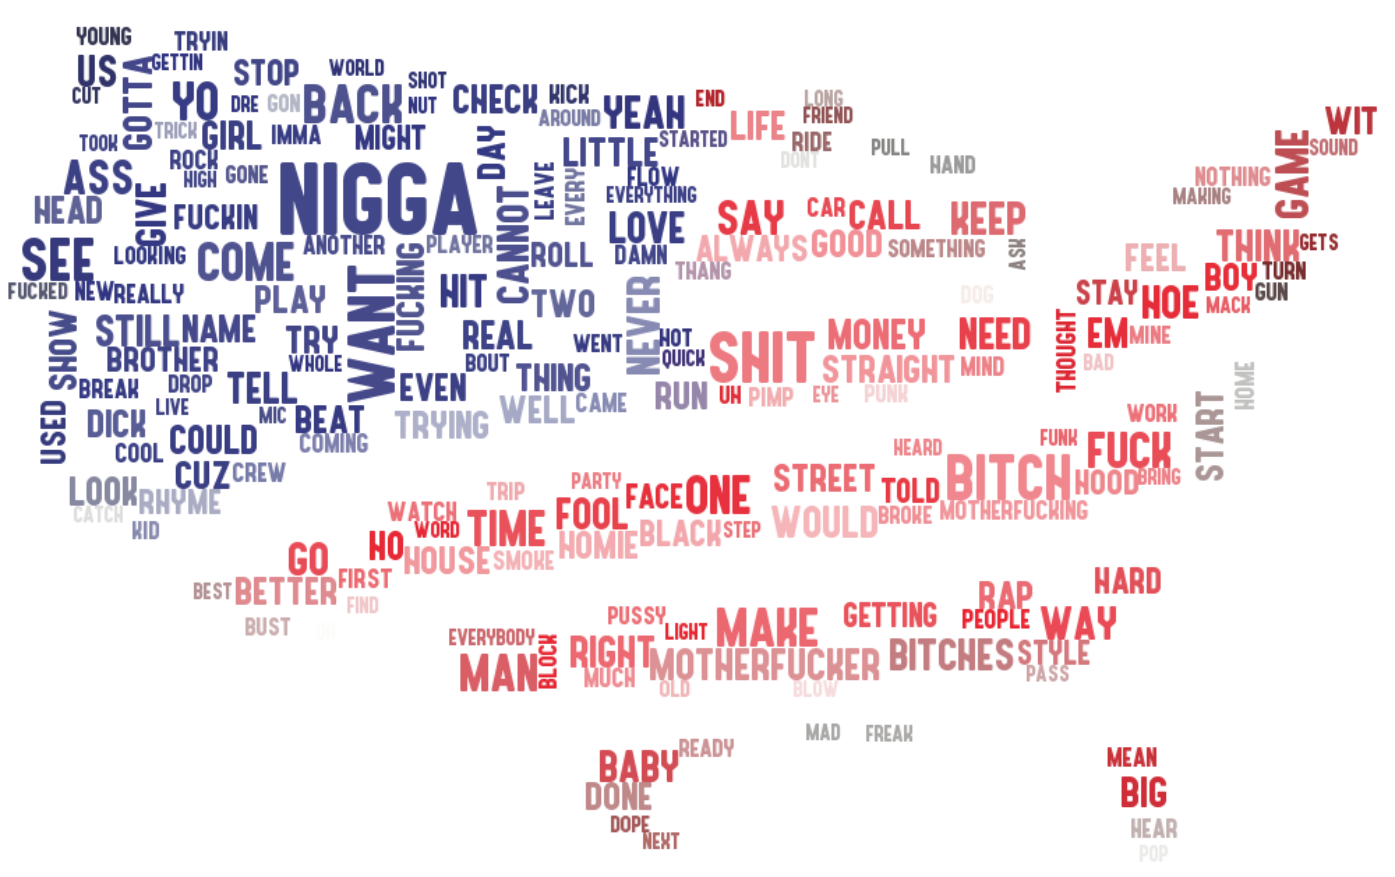 YOUNG
TRYIN
US
GOTTA
GETTIN
STOP
WORLD
SHOT
CUT
YO
DRE
GON
BACK
NUT
CHECK
KICK
AROUND
YEAH
END
LIFE
LONG
FRIEND
WIT
TOOK
TRICK
GIRL
IMMA
MIGHT
DAY
LITTLE
STARTED
RIDE
DONT
PULL
HAND
GAME
SOUND
ROCK
HIGH
GONE
ASS
GIVE
NIGGA
LEAVE
EVERY
FLOW
EVERYTHING
NOTHING
MAKING
HEAD
FUCKIN
CANNOT
LOVE
SAY
CAR
CALL
KEEP
SEE
LOOKING
COME
ANOTHER
PLAYER
ROLL
DAMN
ALWAYS
GOOD
SOMETHING
ASK
FEEL
THINK
GETS
FUCKED
NEW
REALLY
PLAY
WANT
FUCKING
HIT
TWO
NEVER
THANG
DOG
STAY
HOE
BOY
TURN
GUN
MACK
SHOW
STILL
NAME
TRY
REAL
WENT
HOT
QUICK
SHIT
MONEY
NEED
THOUGHT
EM
MINE
BROTHER
WHOLE
BOUT
THING
STRAIGHT
MIND
BAD
BREAK
DROP
TELL
EVEN
RUN
UH
PIMP
EYE
PUNK
HOME
USED
DICK
LIVE
MIC
BEAT
TRYING
WELL
CAME
WORK
START
COOL
COULD
COMING
HEARD
FUNK
FUCK
CUZ
CREW
LOOK
RHYME
CATCH
KID
TRIP
PARTY
FACE
ONE
STREET
TOLD
BITCH
HOOD
BRING
WATCH
WORD
TIME
FOOL
BLACK
STEP
WOULD
BROKE
MOTHERFUCKING
GO
HO
HOUSE
SMOKE
HOMIE
BEST
BETTER
FIRST
FIND
BUST
OH
RAP
HARD
EVERYBODY
PUSSY
LIGHT
MAKE
GETTING
PEOPLE
WAY
MAN
BLOCK
RIGHT
MUCH
MOTHERFUCKER
BITCHES
STYLE
PASS
OLD
BLOW
MAD
FREAK
BABY
READY
DONE
DOPE
NEXT
MEAN
BIG
HEAR
POP